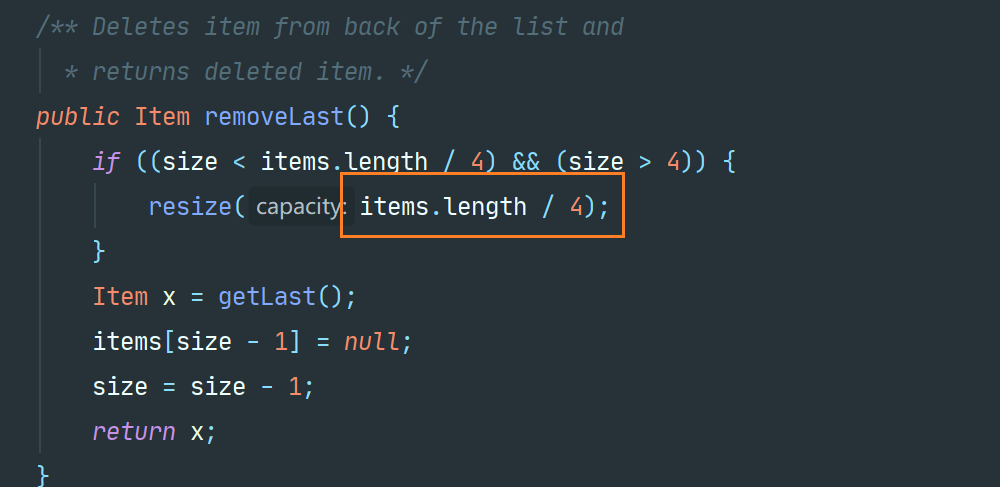 /** Deletes item from back of the list and
* returns deleted item. */
public Item removeLast() {
if ((size < items.length / 4) && (size > 4)) {
resize( capacity: items.length / 4);
}
Item x = getLast();
items[size - 1] = null;
size = size - 1;
return x;
}